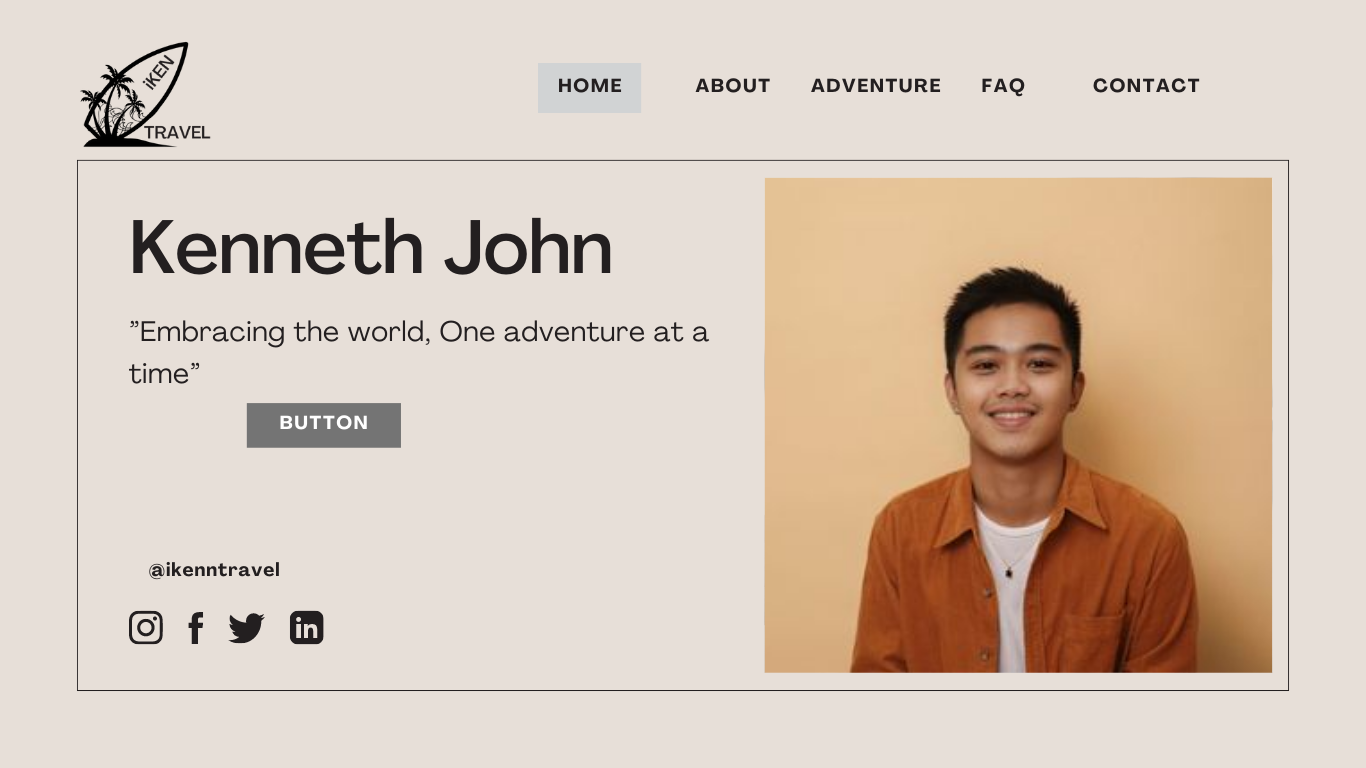 iKEN
TRAVEL
HOME
ABOUT
ADVENTURE
FAQ
CONTACT
Kenneth John
”Embracing the world, One adventure at a
time”
BUTTON
@ikenntravel